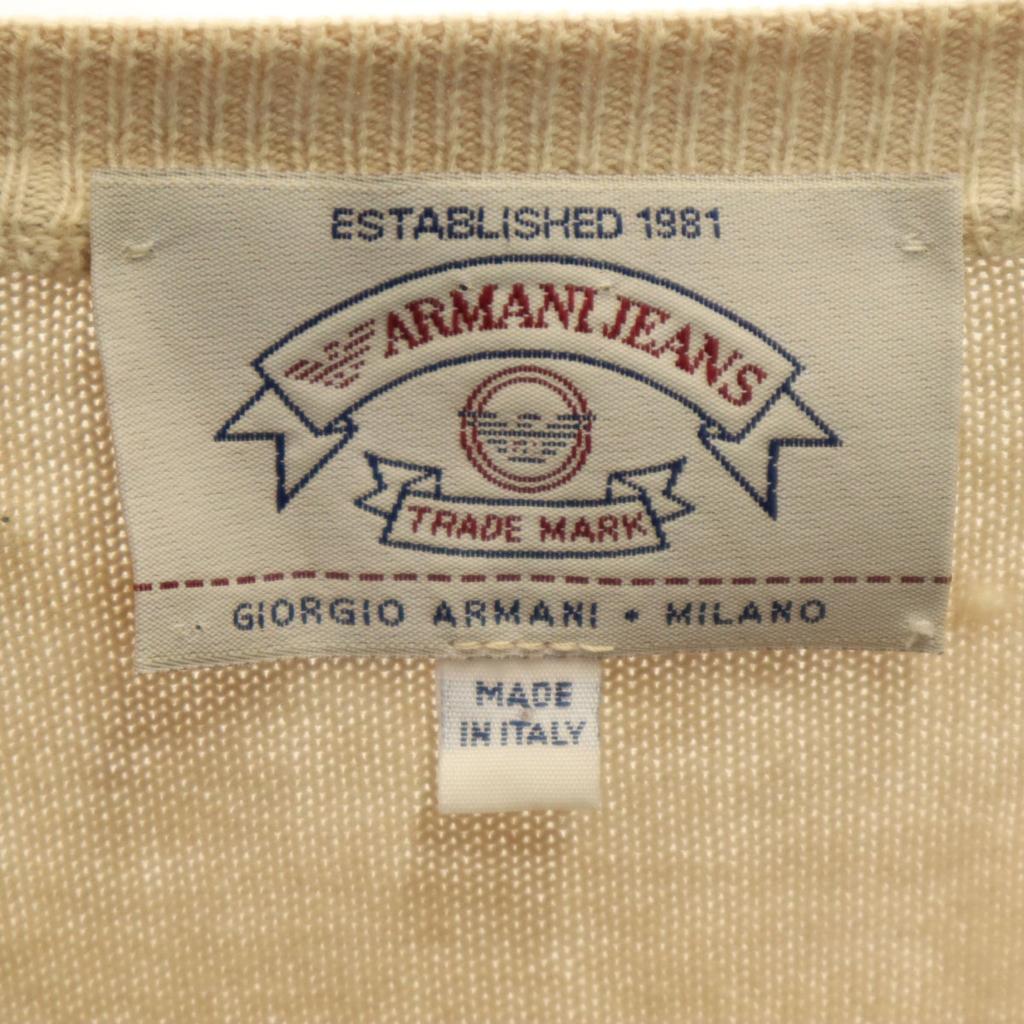 ESTABLISHED 1981
ARMANI JEANS
TRADE MARK
GIORGIO ARMANI • MILANO
MADE
IN ITALY